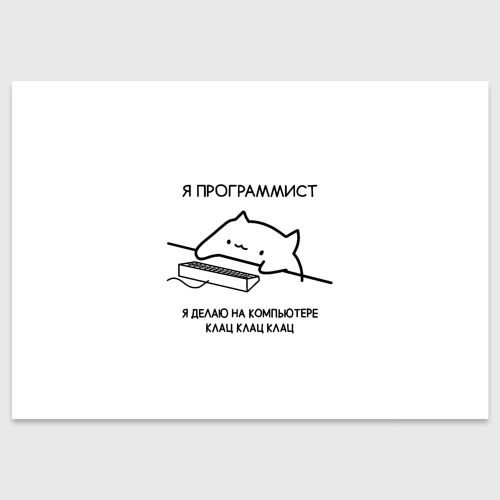 Я ПРОГРАММИСТ
Я ДЕЛАЮ НА КОМПЬЮТЕРЕ
КЛАЦ КЛАЦ КЛАЦ